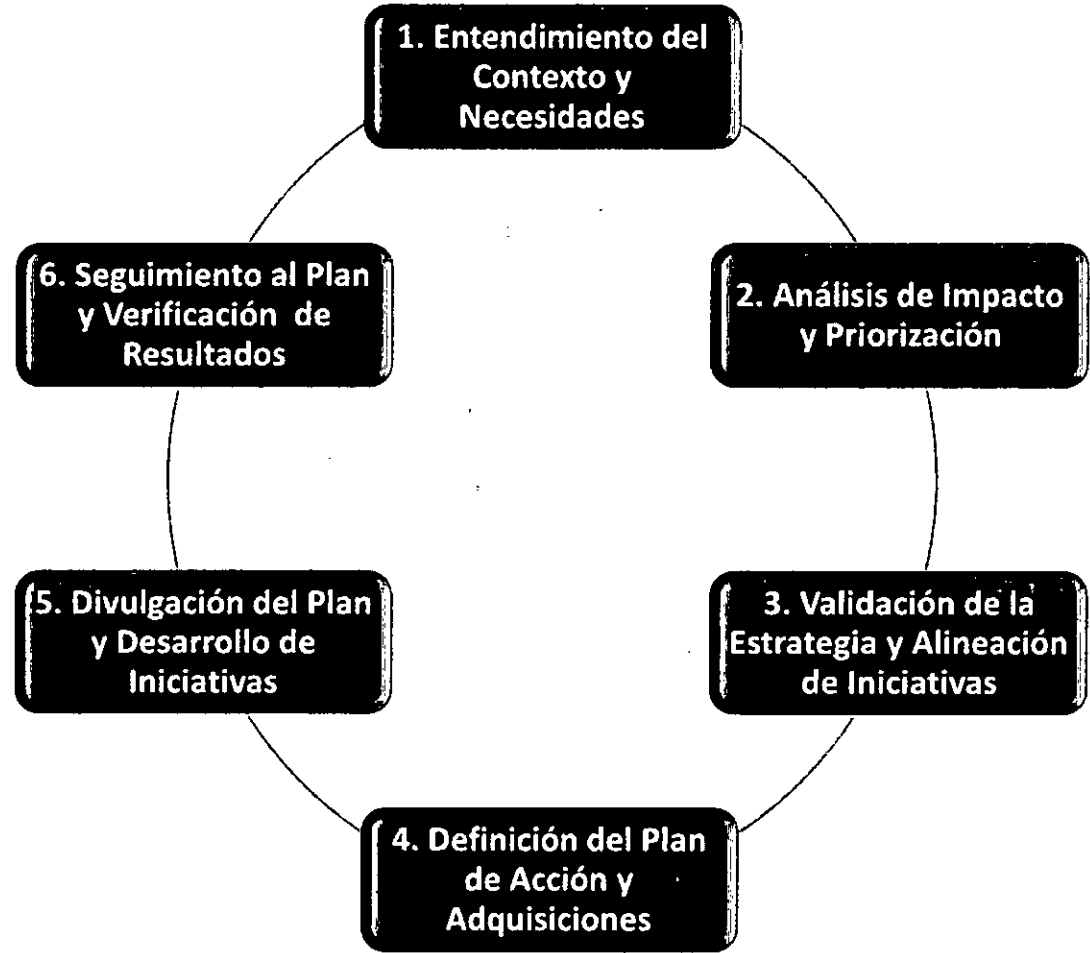 1. Entendimiento del
Contexto y
Necesidades
2. Análisis de Impacto
y Priorización
3. Validación de la
Estrategia y Alineación
de Iniciativas
4. Definición del Plan
de Acción y
Adquisiciones
5. Divulgación del Plan
y Desarrollo de
Iniciativas
6. Seguimiento al Plan
y Verificación de
Resultados